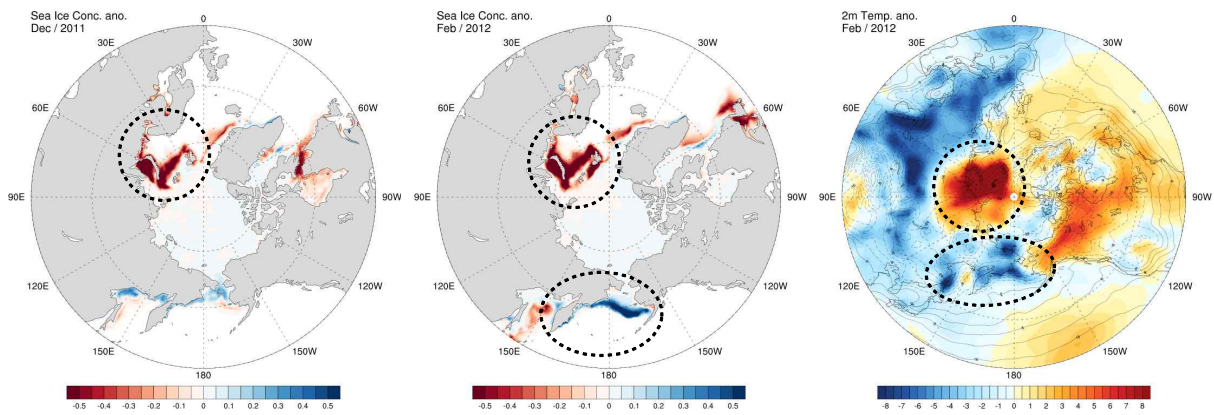 Sea Ice Conc. ano.
Dec / 2011
0
30E
30W
60E
60W
90E
90W
120E
120W
150E
150W
180
-0.5 -0.4 -0.3 -0.2 -0.1 0 0.1 0.2 0.3 0.4 0.5
Sea Ice Conc. ano.
Feb / 2012
0
30E
30W
60E
60W
90E
90W
120E
120W
150E
150W
180
-0.5 -0.4 -0.3 -0.2 -0.1 0 0.1 0.2 0.3 0.4 0.5
2m Temp. ano.
Feb / 2012
0
30E
30W
60E
60W
90E
90W
120E
120W
150E
150W
180
-8 -7 -6 -5 -4 -3 -2 -1 0 1 2 3 4 5 6 7 8